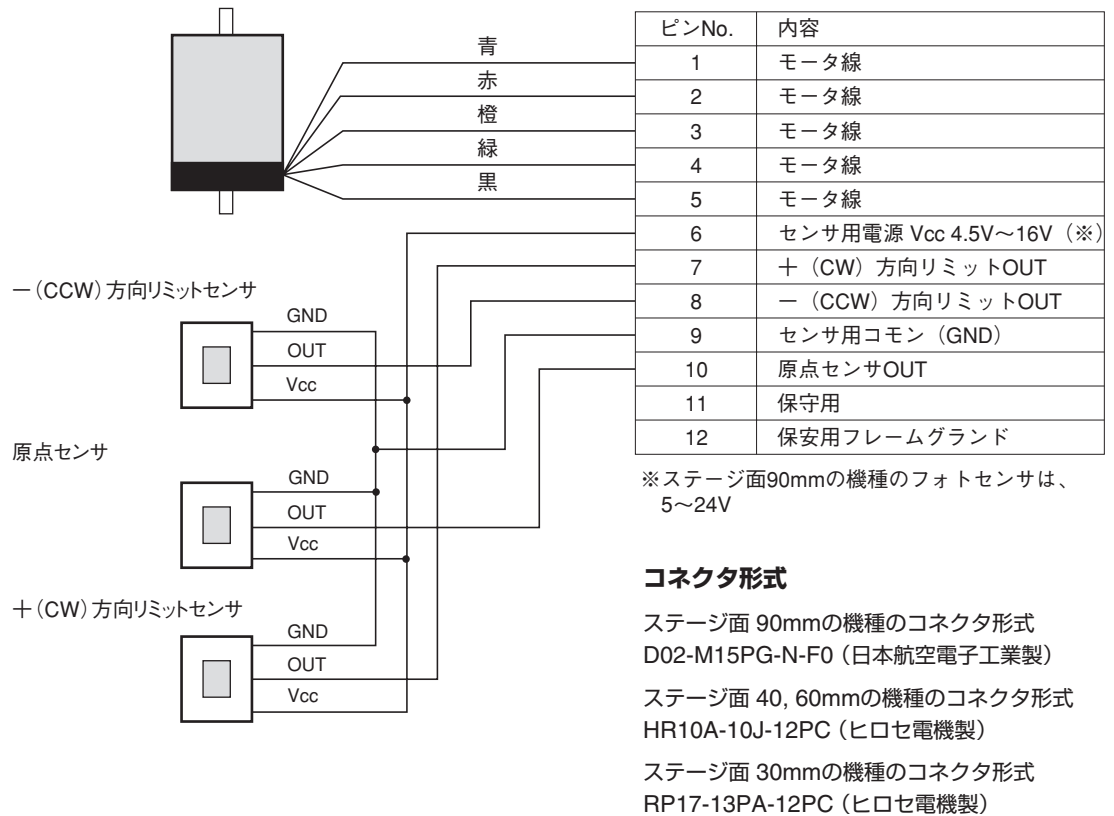 青
赤
橙
緑
黒
－（CCW）方向リミットセンサ
GND
OUT
Vcc
原点センサ
GND
OUT
Vcc
＋（CW）方向リミットセンサ
GND
OUT
Vcc
ピンNo. 内容
1 モータ線
2 モータ線
3 モータ線
4 モータ線
5 モータ線
6 センサ用電源 Vcc 4.5V～16V（※）
7 ＋（CW）方向リミットOUT
8 －（CCW）方向リミットOUT
9 センサ用コモン（GND）
10 原点センサOUT
11 保守用
12 保安用フレームグランド
※ステージ面90mmの機種のフォトセンサは、
5～24V
コネクタ形式
ステージ面 90mmの機種のコネクタ形式
D02-M15PG-N-F0（日本航空電子工業製）
ステージ面 40, 60mmの機種のコネクタ形式
HR10A-10J-12PC（ヒロセ電機製）
ステージ面 30mmの機種のコネクタ形式
RP17-13PA-12PC（ヒロセ電機製）